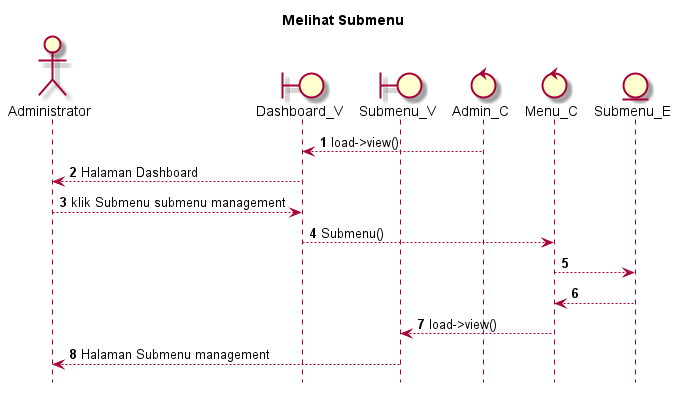 Melihat Submenu
Administrator
Dashboard_V
Submenu_V
Admin_C
Menu_C
Submenu_E
1 load->view()
2 Halaman Dashboard
3 klik Submenu submenu management
4 Submenu()
5
6
7 load->view()
8 Halaman Submenu management